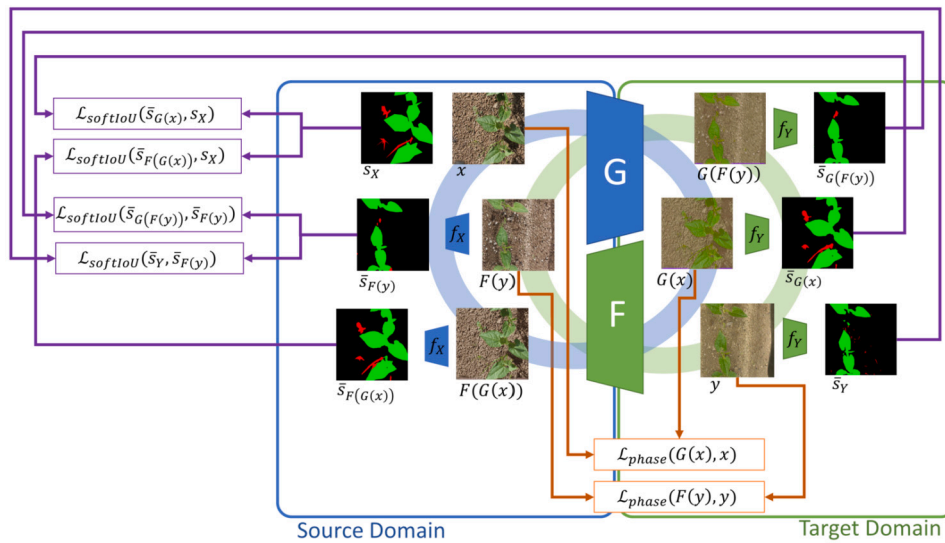 ℒ_softIoU(s̄_G(x), s_X)
ℒ_softIoU(s̄_F(G(x)), s_X)
ℒ_softIoU(s̄_G(F(y)), s̄_F(y))
ℒ_softIoU(s̄_Y, s̄_F(y))
s_X
x
G
G(F(y))
f_Y
s̄_G(F(y))
s̄_F(y)
f_X
F(y)
G(x)
f_Y
s̄_G(x)
F
s̄_F(G(x))
f_X
F(G(x))
y
f_Y
s̄_Y
ℒ_phase(G(x), x)
ℒ_phase(F(y), y)
Source Domain
Target Domain